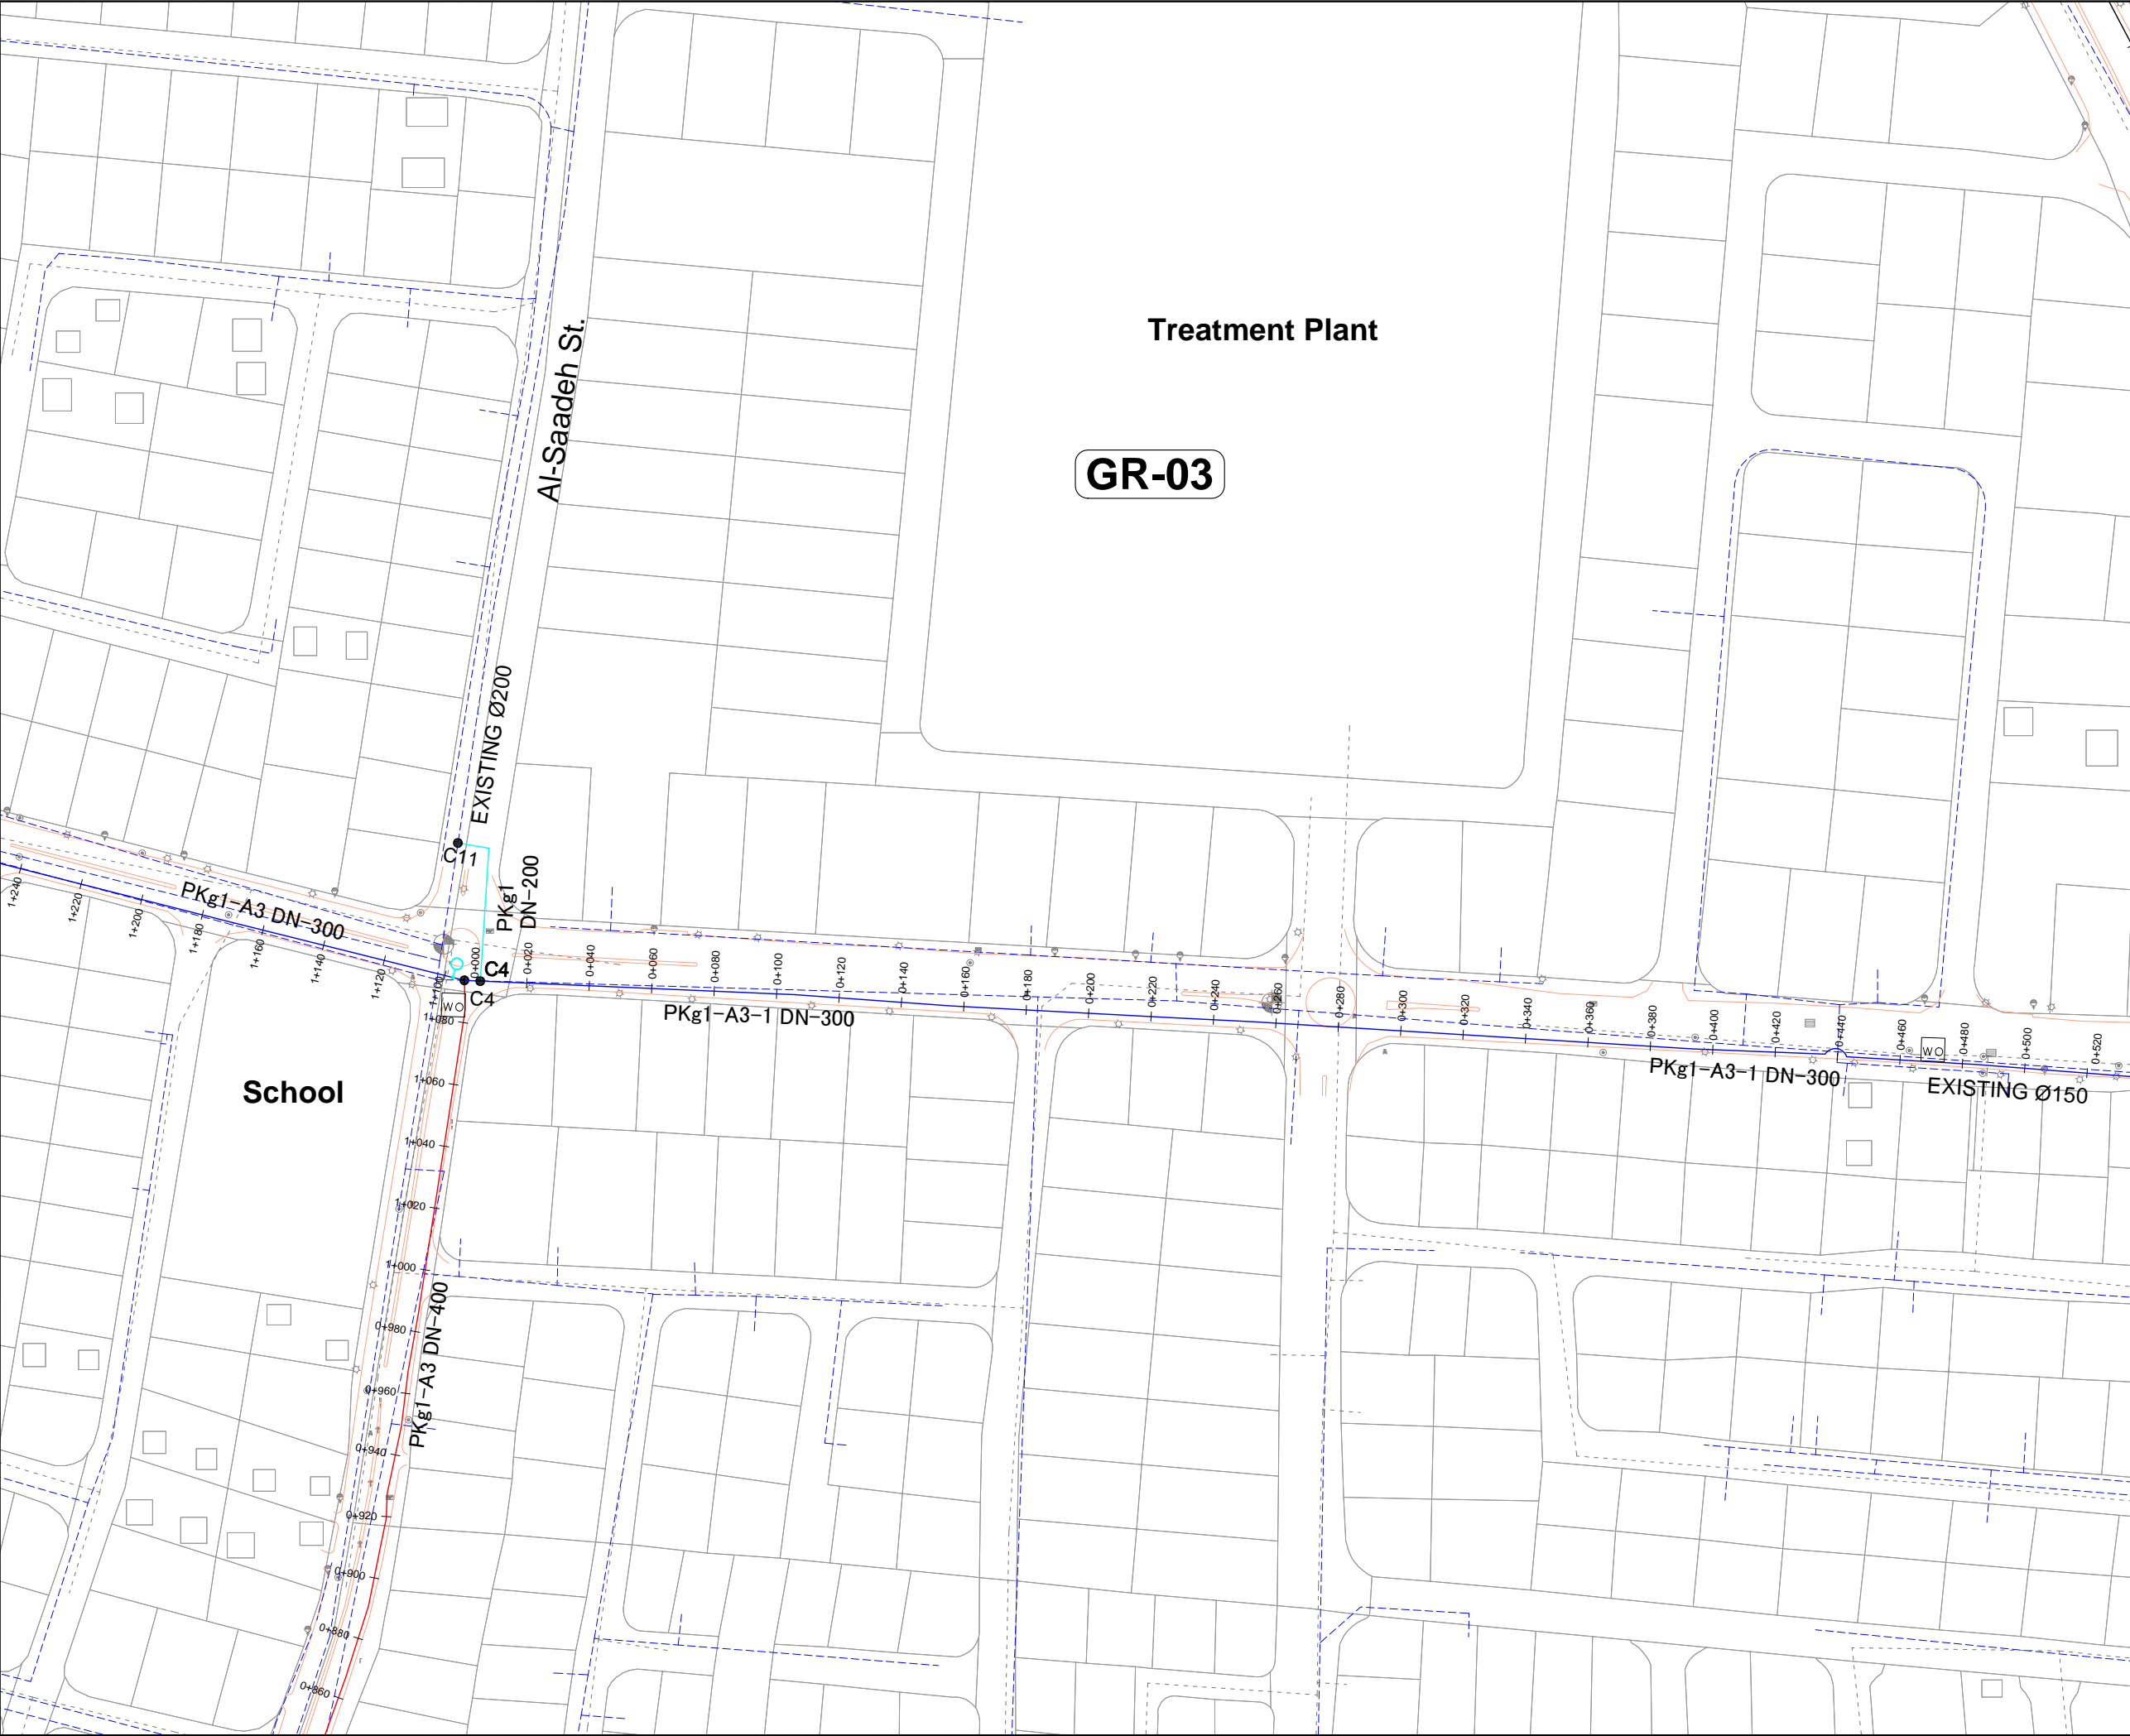 Treatment Plant
GR-03
Al-Saadeh St.
EXISTING Ø200
C11
PKg1
DN-200
PKg1-A3 DN-300
1+240
1+220
1+200
1+180
1+160
1+140
1+120
1+100
0+000
C4
C4
WO
0+020
0+040
0+060
0+080
0+100
0+120
0+140
0+160
0+180
0+200
0+220
0+240
0+260
0+280
0+300
0+320
0+340
0+360
0+380
0+400
0+420
0+440
0+460
WO
0+480
0+500
0+520
PKg1-A3-1 DN-300
PKg1-A3-1 DN-300
EXISTING Ø150
School
1+080
1+060
1+040
1+020
1+000
0+980
0+960
0+940
0+920
0+900
0+880
0+860
PKg1-A3 DN-400